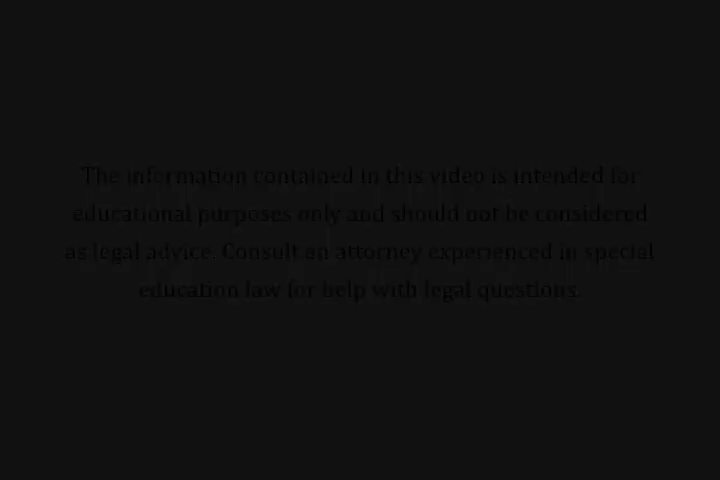 The information contained in this video is intended for
educational purposes only and should not be considered
as legal advice. Consult an attorney experienced in special
education law for help with legal questions.